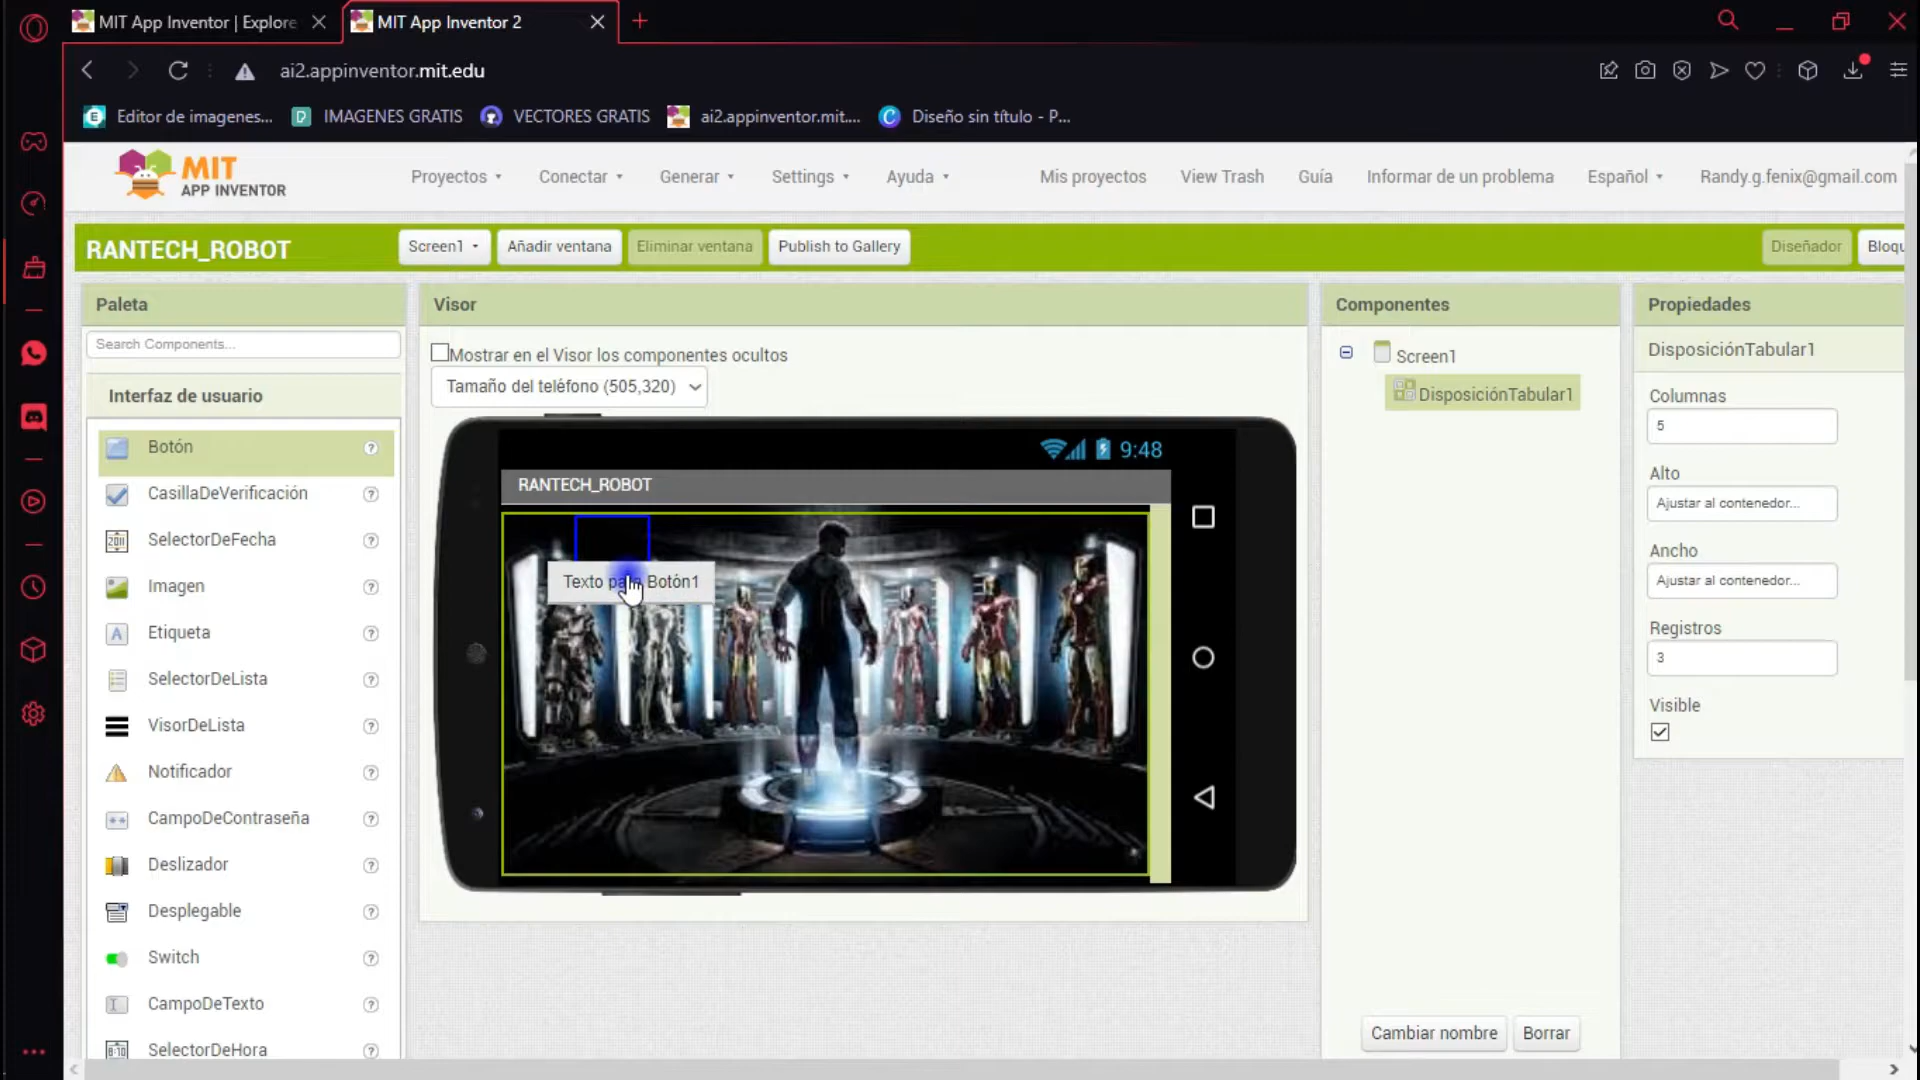 MIT App Inventor | Explore
MIT App Inventor 2
ai2.appinventor.mit.edu
Editor de imagenes...
IMAGENES GRATIS
VECTORES GRATIS
ai2.appinventor.mit....
Diseño sin título - P...
MIT
APP INVENTOR
Proyectos
Conectar
Generar
Settings
Ayuda
Mis proyectos
View Trash
Guía
Informar de un problema
Español
Randy.g.fenix@gmail.com
RANTECH_ROBOT
Screen1
Añadir ventana
Eliminar ventana
Publish to Gallery
Diseñador
Bloqu
Paleta
Search Components...
Interfaz de usuario
Botón
CasillaDeVerificación
SelectorDeFecha
Imagen
Etiqueta
SelectorDeLista
VisorDeLista
Notificador
CampoDeContraseña
Deslizador
Desplegable
Switch
CampoDeTexto
SelectorDeHora
Visor
Mostrar en el Visor los componentes ocultos
Tamaño del teléfono (505,320)
9:48
RANTECH_ROBOT
Texto Botón1
Componentes
Screen1
DisposiciónTabular1
Cambiar nombre
Borrar
Propiedades
DisposiciónTabular1
Columnas
5
Alto
Ajustar al contenedor...
Ancho
Ajustar al contenedor...
Registros
3
Visible